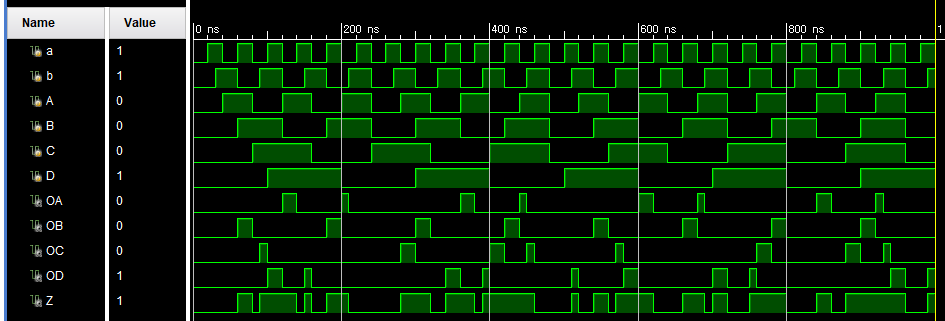 Name Value
0 ns 200 ns 400 ns 600 ns 800 ns 1
a 1
b 1
A 0
B 0
C 0
D 1
OA 0
OB 0
OC 0
OD 1
Z 1